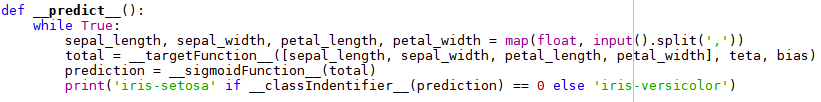 def __predict__():
    while True:
        sepal_length, sepal_width, petal_length, petal_width = map(float, input().split(','))
        total = __targetFunction__([sepal_length, sepal_width, petal_length, petal_width], teta, bias)
        prediction = __sigmoidFunction__(total)
        print('iris-setosa' if __classIndentifier__(prediction) == 0 else 'iris-versicolor')